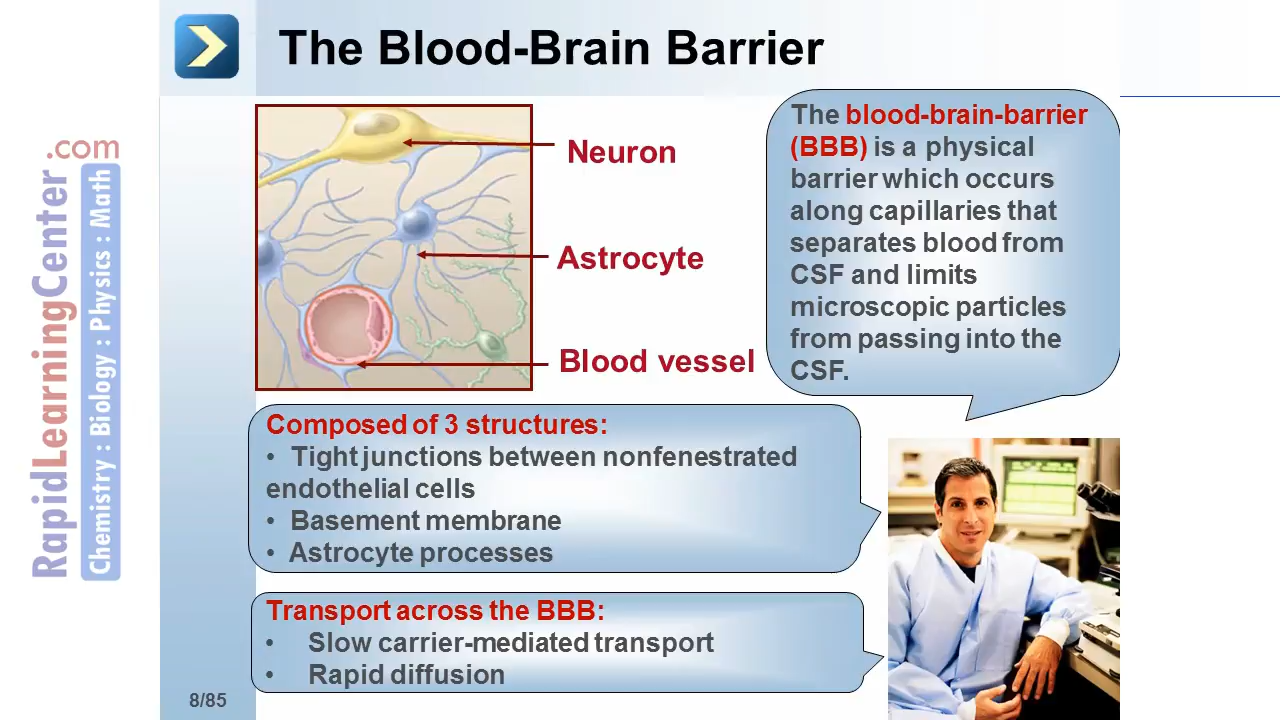 The Blood-Brain Barrier
RapidLearningCenter.com
Chemistry : Biology : Physics : Math
Neuron
Astrocyte
Blood vessel
The blood-brain-barrier
(BBB) is a physical
barrier which occurs
along capillaries that
separates blood from
CSF and limits
microscopic particles
from passing into the
CSF.
Composed of 3 structures:
• Tight junctions between nonfenestrated
endothelial cells
• Basement membrane
• Astrocyte processes
Transport across the BBB:
• Slow carrier-mediated transport
• Rapid diffusion
8/85